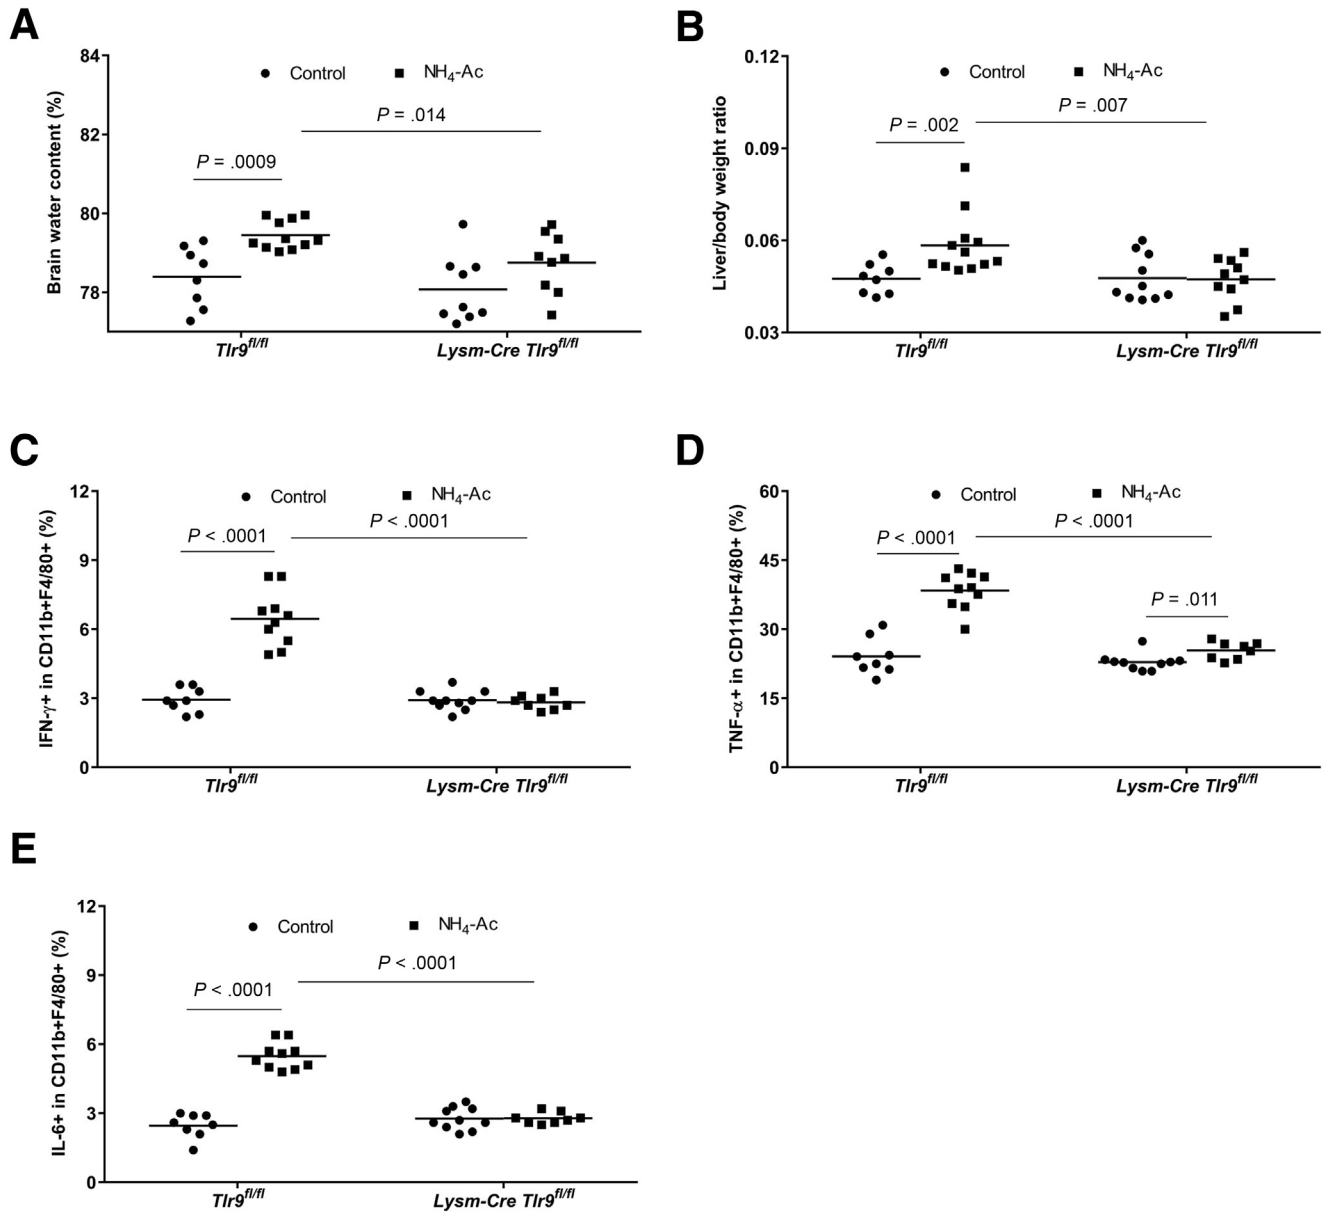 A
Brain water content (%)
84
82
80
78
Control
NH4-Ac
P = .014
P = .0009
Tlr9fl/fl
Lysm-Cre Tlr9fl/fl
B
Liver/body weight ratio
0.12
0.09
0.06
0.03
Control
NH4-Ac
P = .007
P = .002
Tlr9fl/fl
Lysm-Cre Tlr9fl/fl
C
IFN-γ+ in CD11b+F4/80+ (%)
12
9
6
3
0
Control
NH4-Ac
P < .0001
P < .0001
Tlr9fl/fl
Lysm-Cre Tlr9fl/fl
D
TNF-α+ in CD11b+F4/80+ (%)
60
45
30
15
0
Control
NH4-Ac
P < .0001
P < .0001
P = .011
Tlr9fl/fl
Lysm-Cre Tlr9fl/fl
E
IL-6+ in CD11b+F4/80+ (%)
12
9
6
3
0
Control
NH4-Ac
P < .0001
P < .0001
Tlr9fl/fl
Lysm-Cre Tlr9fl/fl